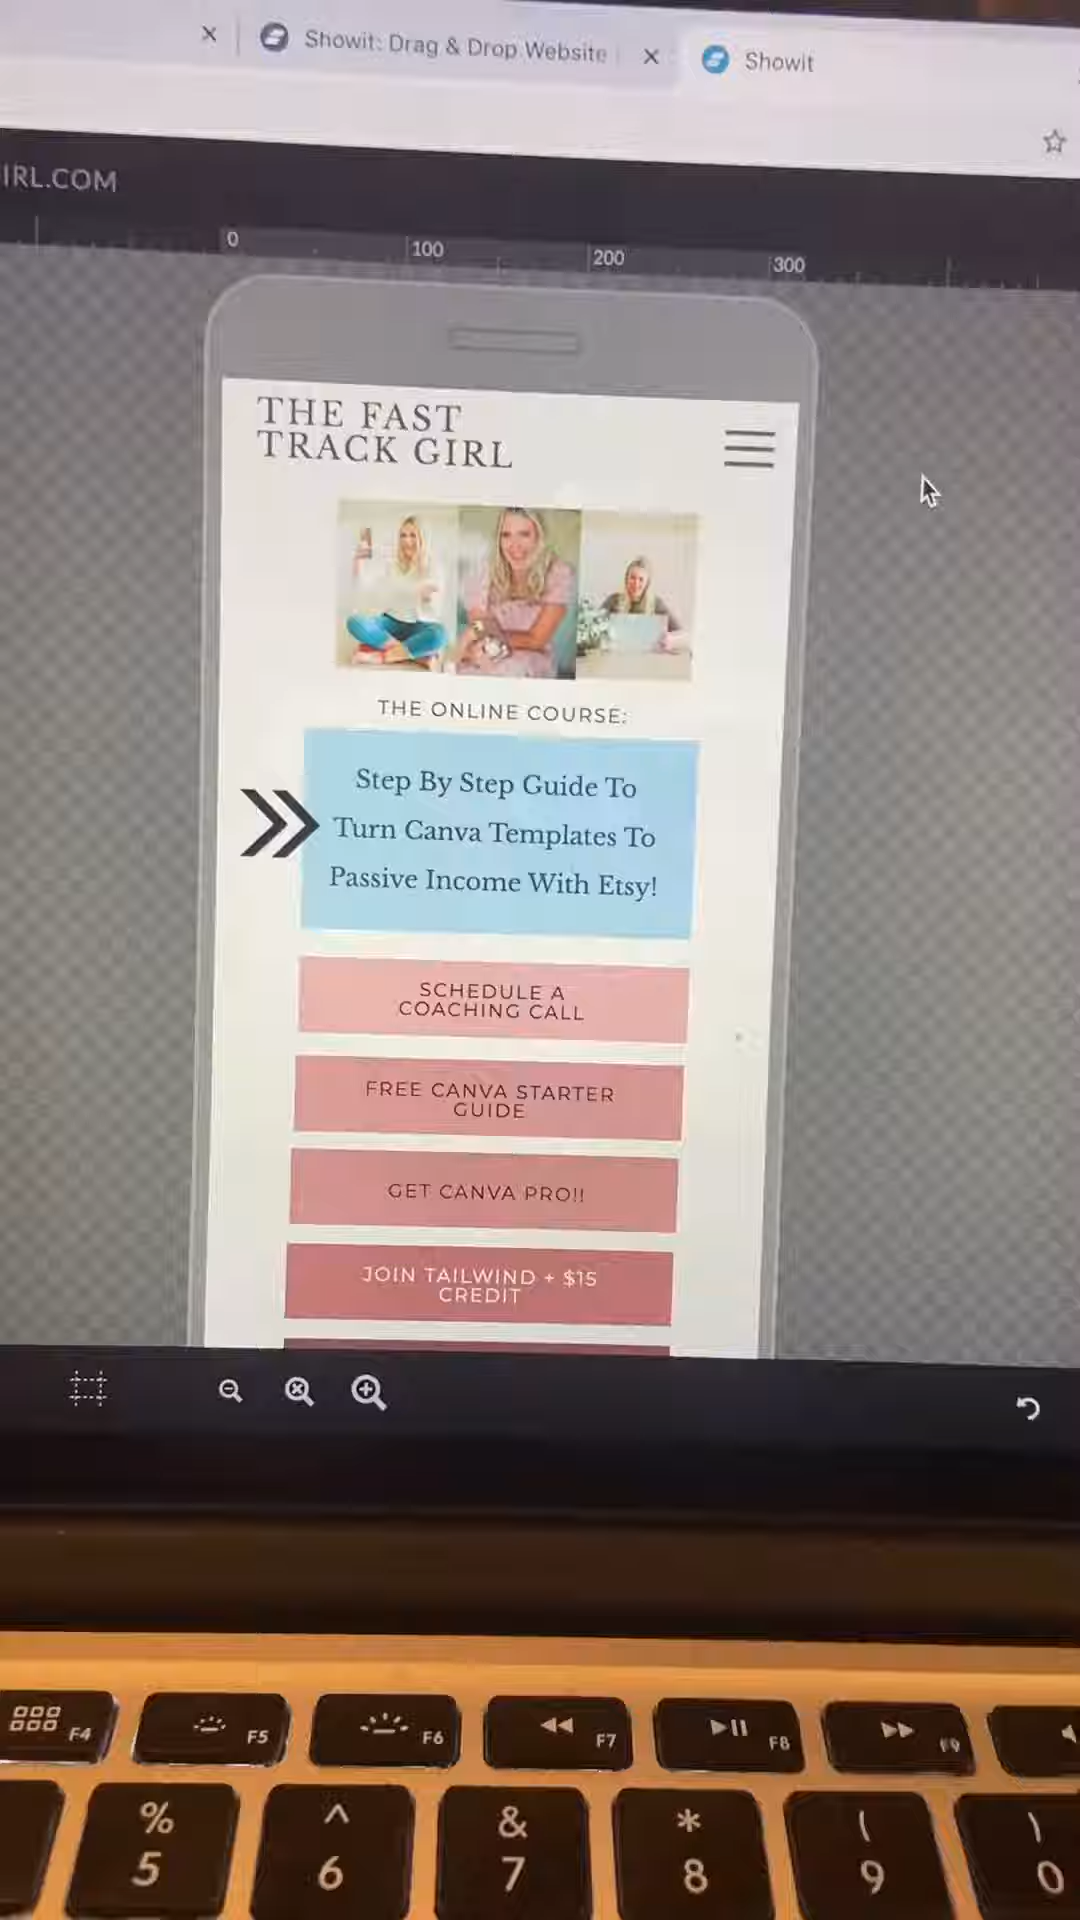 Showit: Drag & Drop Website
Showit
IRL.COM
0
100
200
300
THE FAST
TRACK GIRL
THE ONLINE COURSE:
Step By Step Guide To
Turn Canva Templates To
Passive Income With Etsy!
SCHEDULE A
COACHING CALL
FREE CANVA STARTER
GUIDE
GET CANVA PRO!!
JOIN TAILWIND + $15
CREDIT
F4
F5
F6
F7
F8
F9
% ^ & * ( )
5 6 7 8 9 0